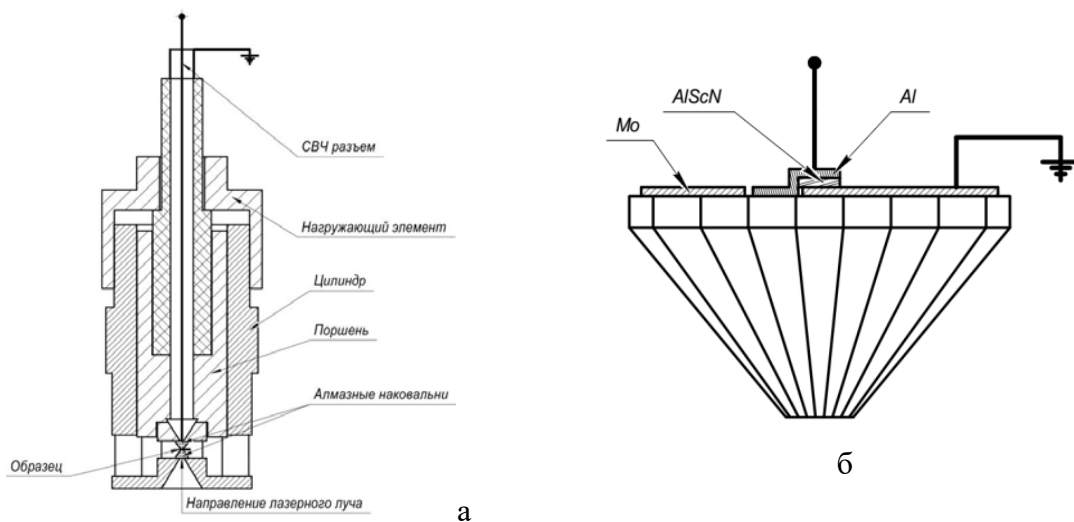 СВЧ разъем
Нагружающий элемент
Цилиндр
Поршень
Алмазные наковальни
Образец
Направление лазерного луча
а
AlScN
Al
Mo
б